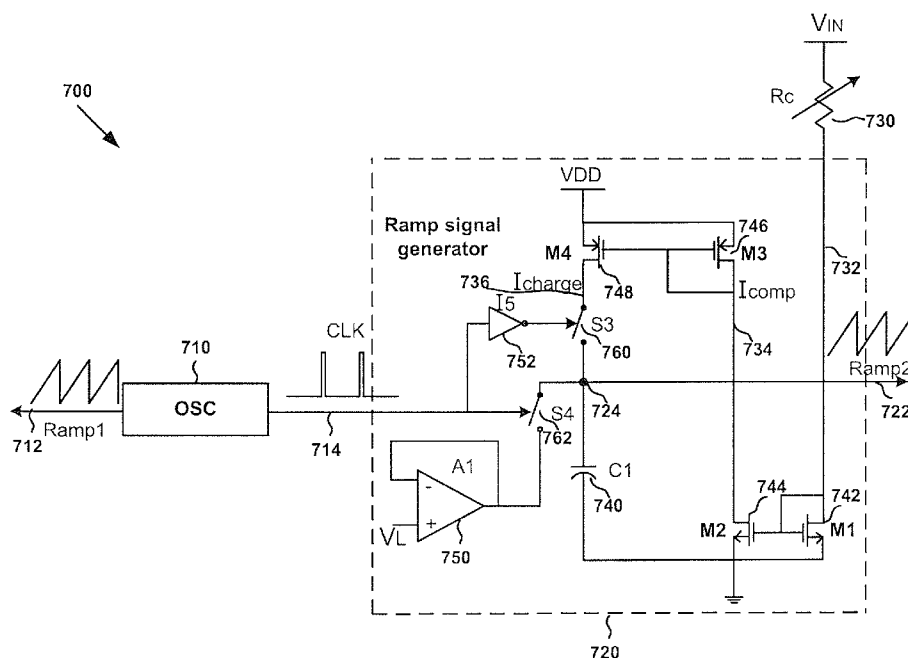 VIN
700
Rc
730
VDD
Ramp signal
generator
746
M4
M3
748
732
736
Icharge
Icomp
I5
CLK
S3
752
760
734
710
OSC
Ramp2
724
722
S4
762
712
Ramp1
714
A1
C1
740
744
742
-
+
VL
750
M2
M1
720